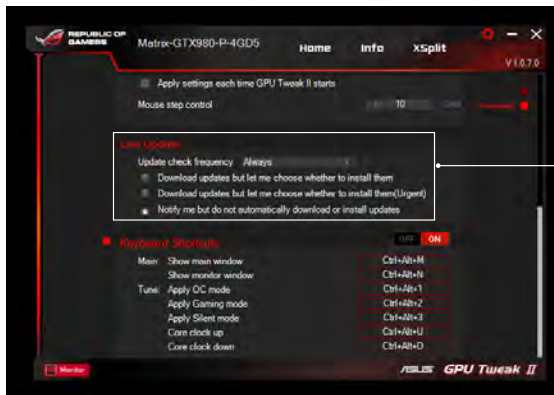 REPUBLIC OF
GAMERS
Matrix-GTX980-P-4GD5
Home Info XSplit
V1.0.7.0
Apply settings each time GPU Tweak II starts
Mouse step control 10
Live Update
Update check frequency Always
Download updates but let me choose whether to install them
Download updates but let me choose whether to install them(Urgent)
Notify me but do not automatically download or install updates
Keyboard Shortcuts OFF ON
Main: Show main window Ctrl+Alt+M
Show monitor window Ctrl+Alt+N
Tune: Apply OC mode Ctrl+Alt+1
Apply Gaming mode Ctrl+Alt+2
Apply Silent mode Ctrl+Alt+3
Core clock up Ctrl+Alt+U
Core clock down Ctrl+Alt+D
Monitor
ASUS GPU Tweak II